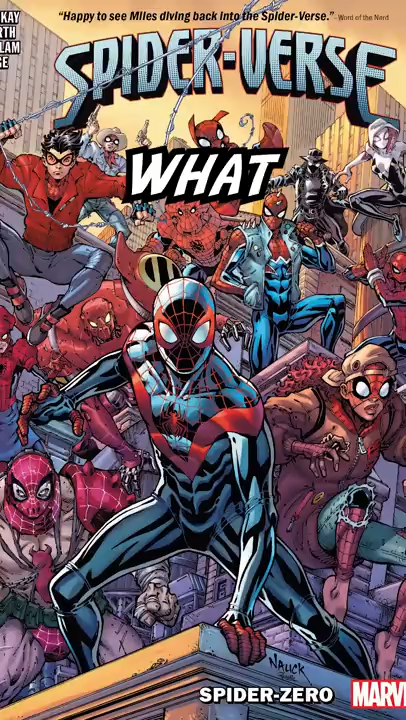 "Happy to see Miles diving back into the Spider-Verse." Word of the Nerd
KAY
RTH
LAM
SE
SPIDER-VERSE
WHAT
NAUCK
SPIDER-ZERO
MARVE